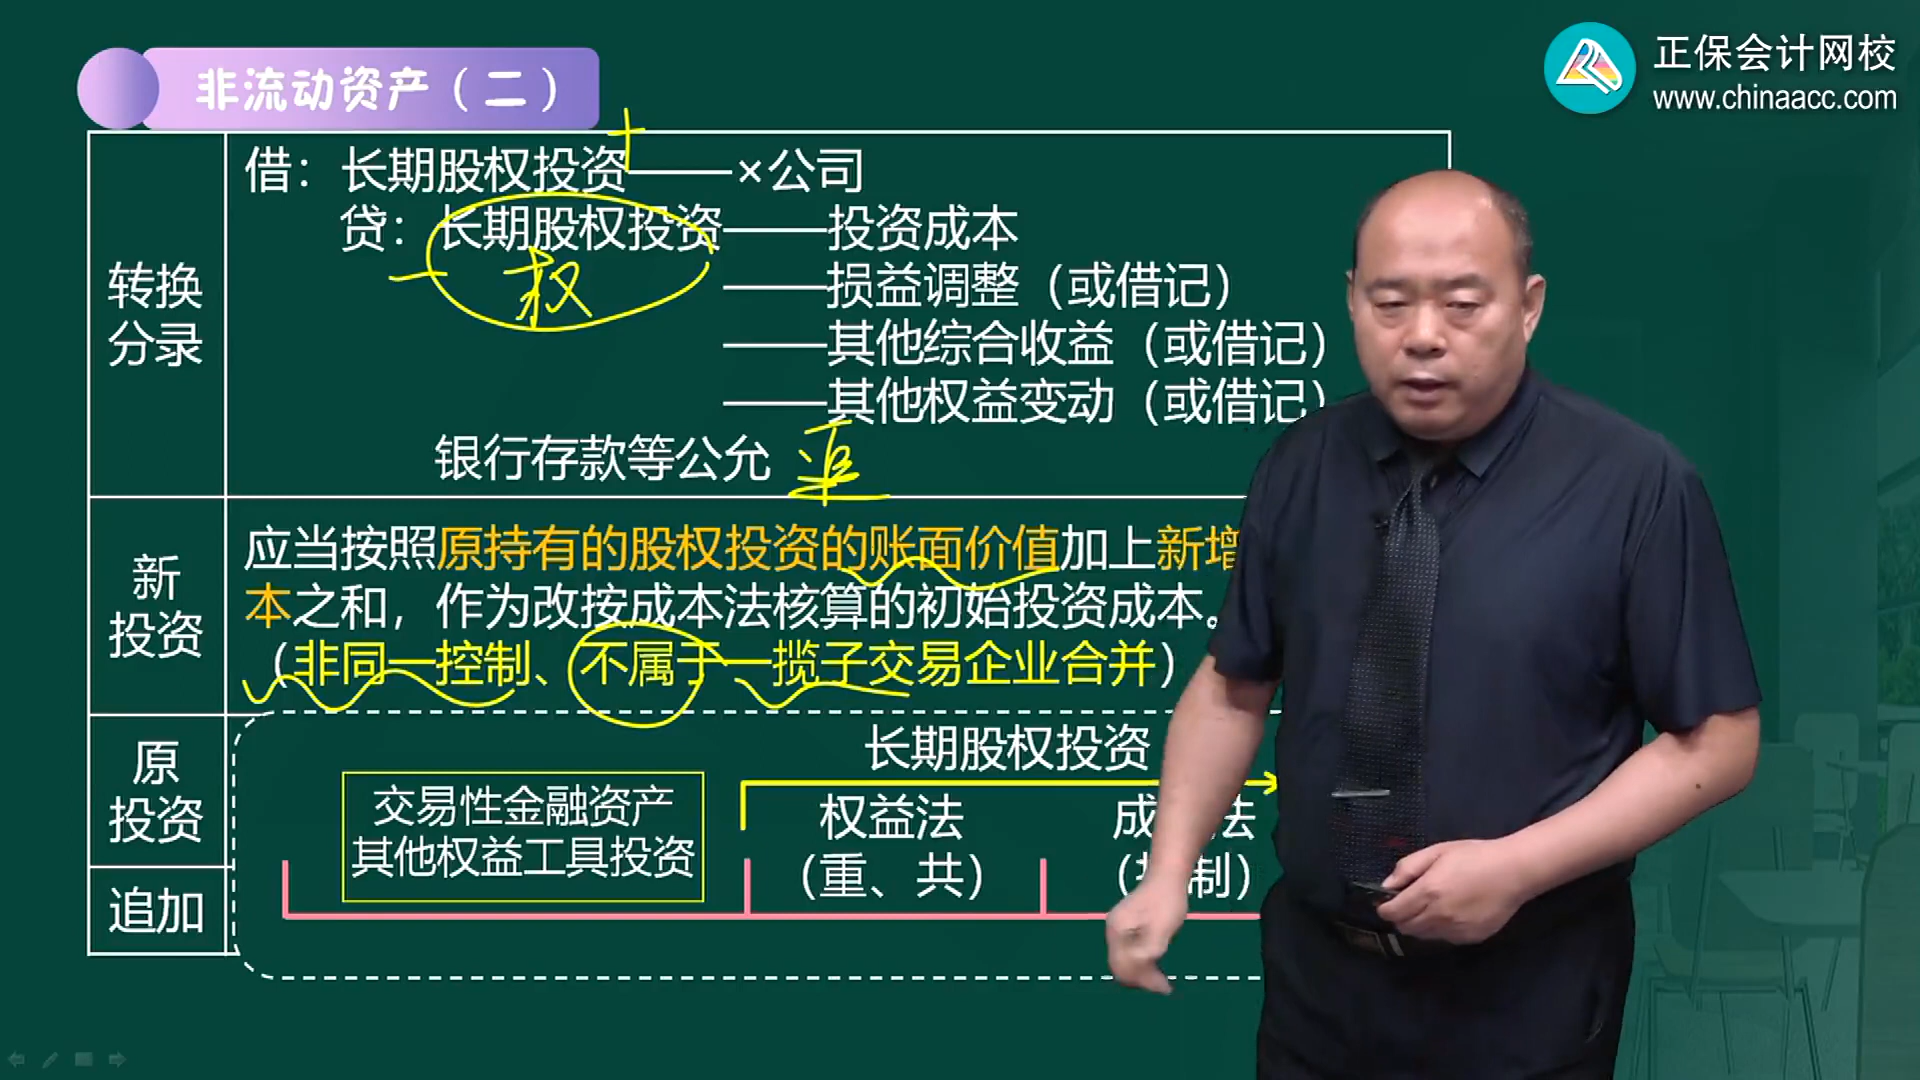 正保会计网校
www.chinaacc.com
非流动资产（二）
转换
分录
借：长期股权投资——×公司
贷：长期股权投资——投资成本
权
——损益调整（或借记）
——其他综合收益（或借记）
——其他权益变动（或借记）
银行存款等公允
追
新
投资
应当按照原持有的股权投资的账面价值加上新增
本之和，作为改按成本法核算的初始投资成本。
（非同一控制、不属于一揽子交易企业合并）
原
投资
长期股权投资
交易性金融资产
其他权益工具投资
权益法
（重、共）
成 法
（ 制）
追加